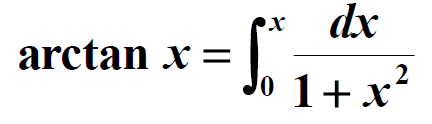 arctan x = ∫₀ˣ dx / (1 + x²)